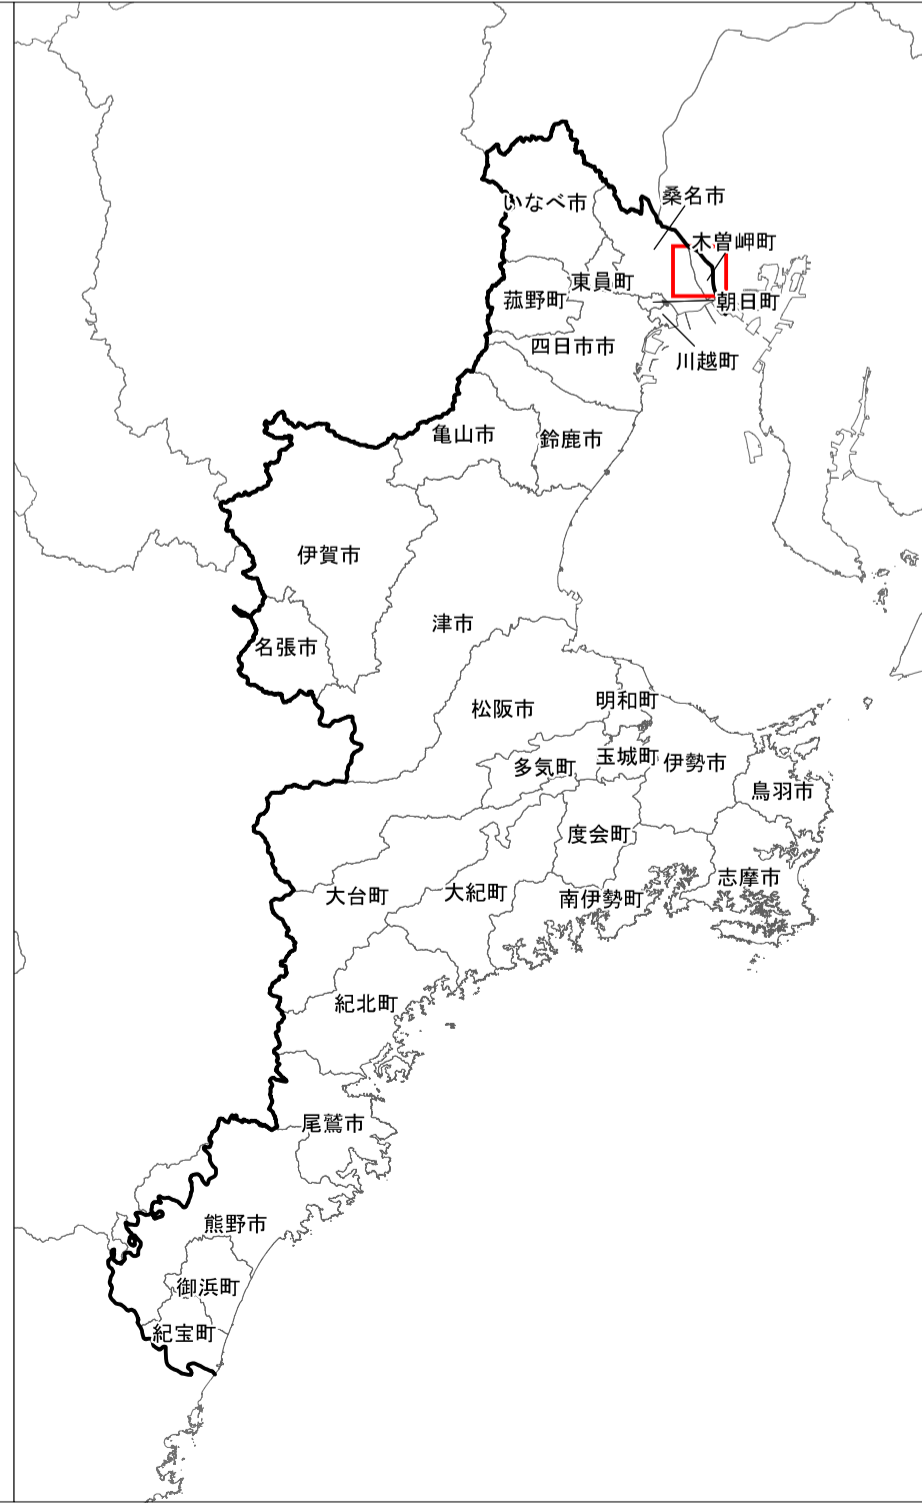 桑名市
いなべ市
木曽岬町
東員町
菰野町
朝日町
四日市市
川越町
亀山市
鈴鹿市
伊賀市
津市
名張市
明和町
松阪市
玉城町
伊勢市
多気町
鳥羽市
度会町
志摩市
大紀町
大台町
南伊勢町
紀北町
尾鷲市
熊野市
御浜町
紀宝町